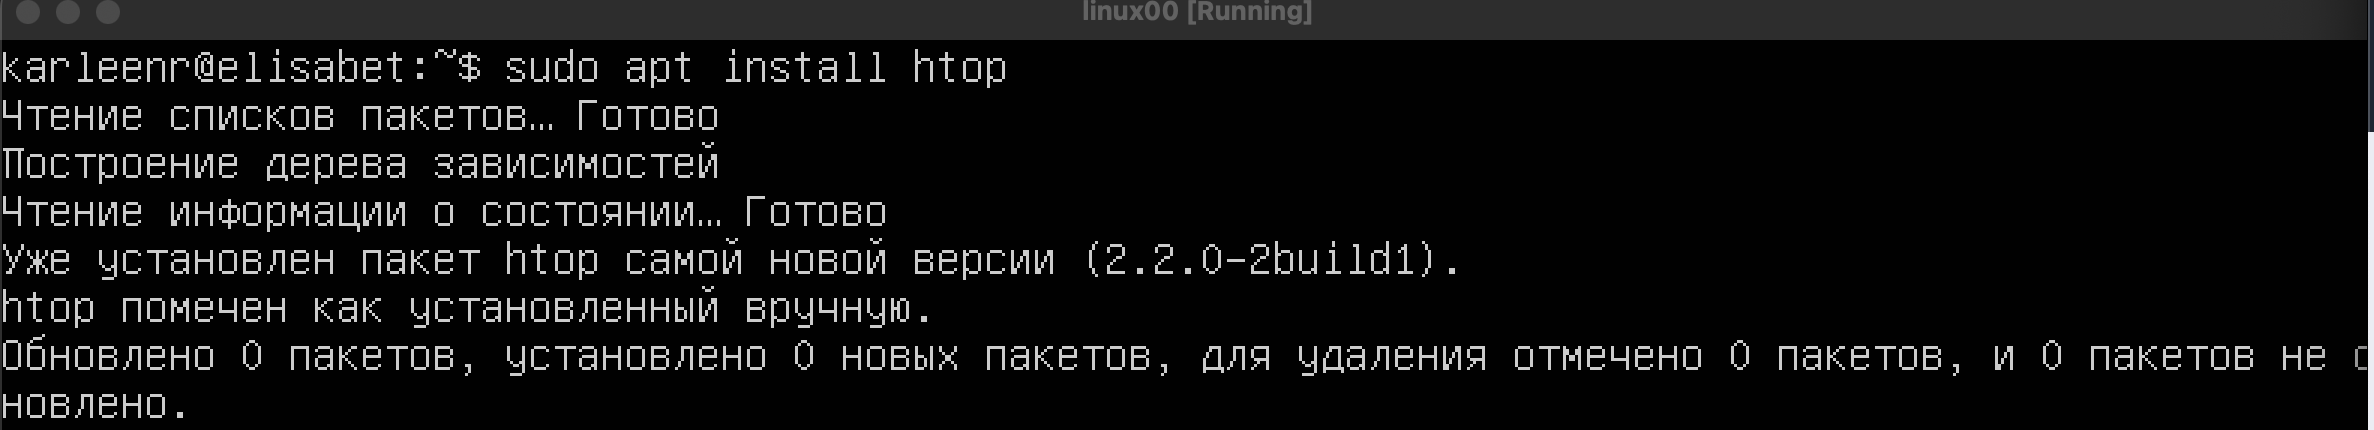 linux00 [Running]
karleenr@elisabet:~$ sudo apt install htop
Чтение списков пакетов… Готово
Построение дерева зависимостей
Чтение информации о состоянии… Готово
Уже установлен пакет htop самой новой версии (2.2.0-2build1).
htop помечен как установленный вручную.
Обновлено 0 пакетов, установлено 0 новых пакетов, для удаления отмечено 0 пакетов, и 0 пакетов не о
новлено.